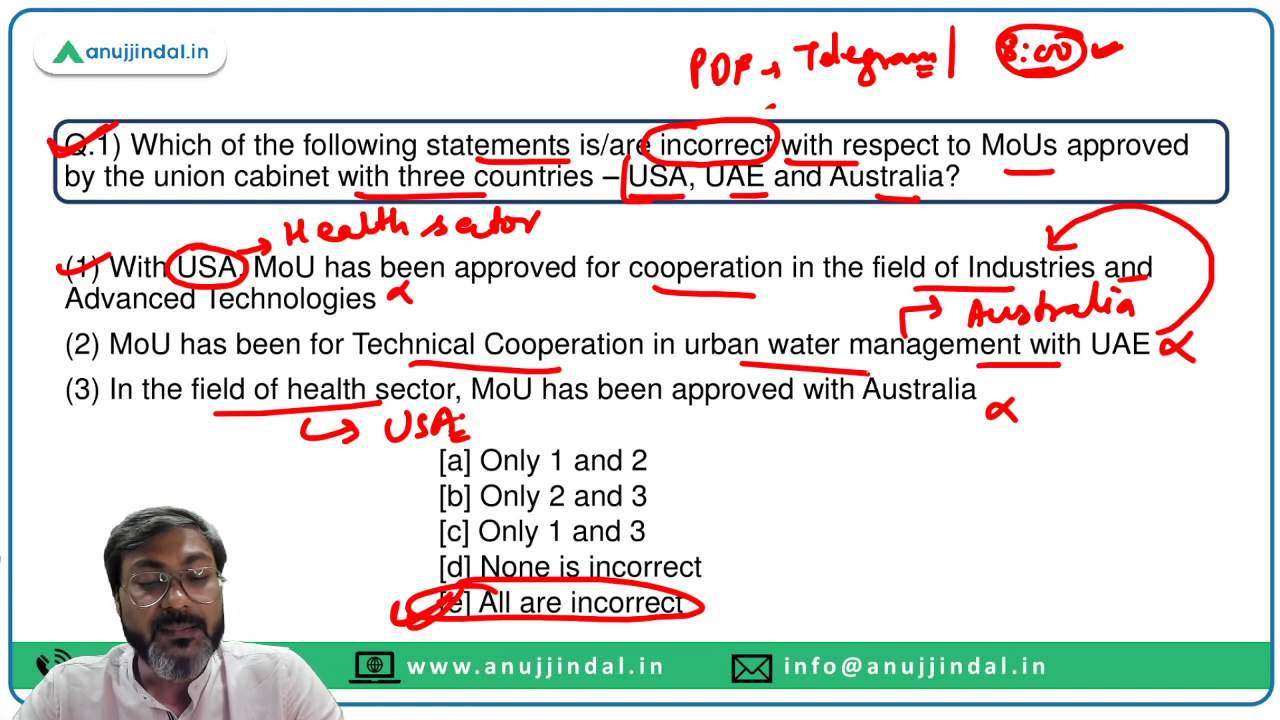 anujjindal.in
PDF → Telegram | 8:00
Q.1) Which of the following statements is/are incorrect with respect to MoUs approved
by the union cabinet with three countries – USA, UAE and Australia?
→ Health sector
(1) With USA, MoU has been approved for cooperation in the field of Industries and
Advanced Technologies
→ Australia
(2) MoU has been for Technical Cooperation in urban water management with UAE
(3) In the field of health sector, MoU has been approved with Australia
→ USA
[a] Only 1 and 2
[b] Only 2 and 3
[c] Only 1 and 3
[d] None is incorrect
[e] All are incorrect
www.anujjindal.in
info@anujjindal.in